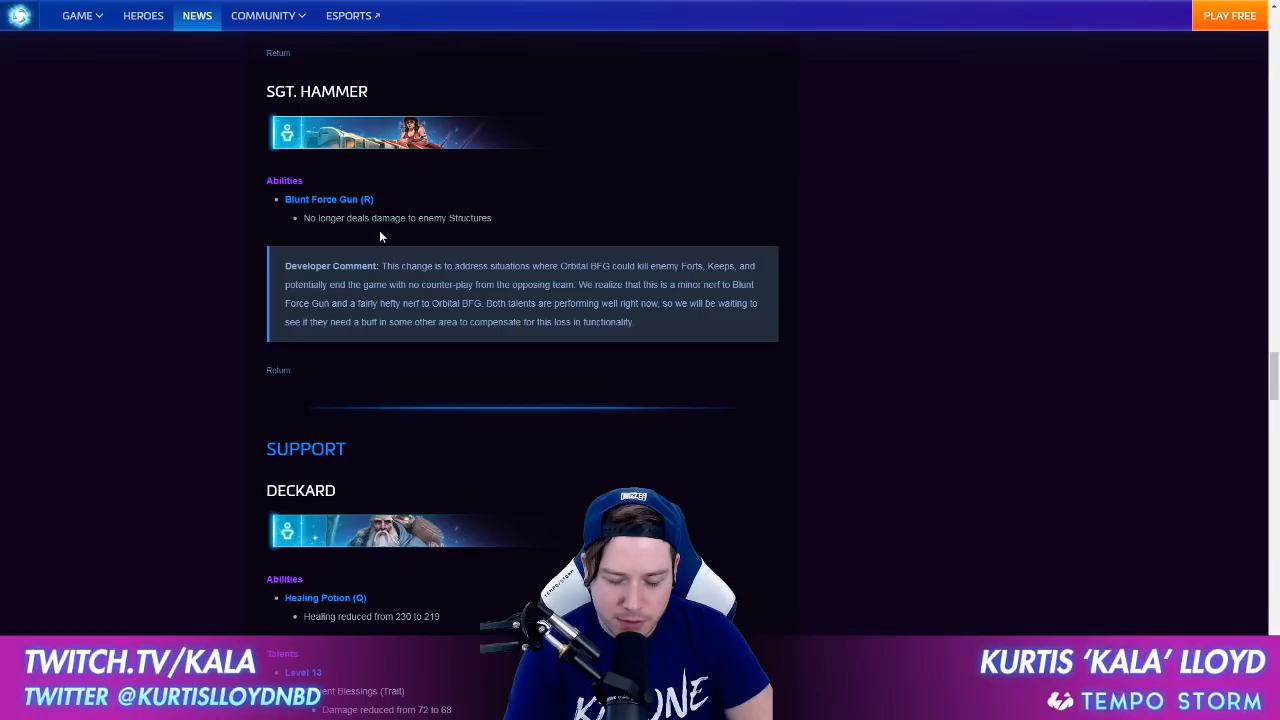 GAME HEROES NEWS COMMUNITY ESPORTS PLAY FREE
Return
SGT. HAMMER
Abilities
Blunt Force Gun (R)
No longer deals damage to enemy Structures
Developer Comment: This change is to address situations where Orbital BFG could kill enemy Forts, Keeps, and
potentially end the game with no counter-play from the opposing team. We realize that this is a minor nerf to Blunt
Force Gun and a fairly hefty nerf to Orbital BFG. Both talents are performing well right now, so we will be waiting to
see if they need a buff in some other area to compensate for this loss in functionality.
Return
SUPPORT
DECKARD
Abilities
Healing Potion (Q)
Healing reduced from 230 to 219
Talents
Level 13
ent Blessings (Trait)
Damage reduced from 72 to 68
BLIZZARD
TEMPO STORM
TWITCH.TV/KALA
TWITTER @KURTISLLOYDNBD
KURTIS 'KALA' LLOYD
TEMPO STORM